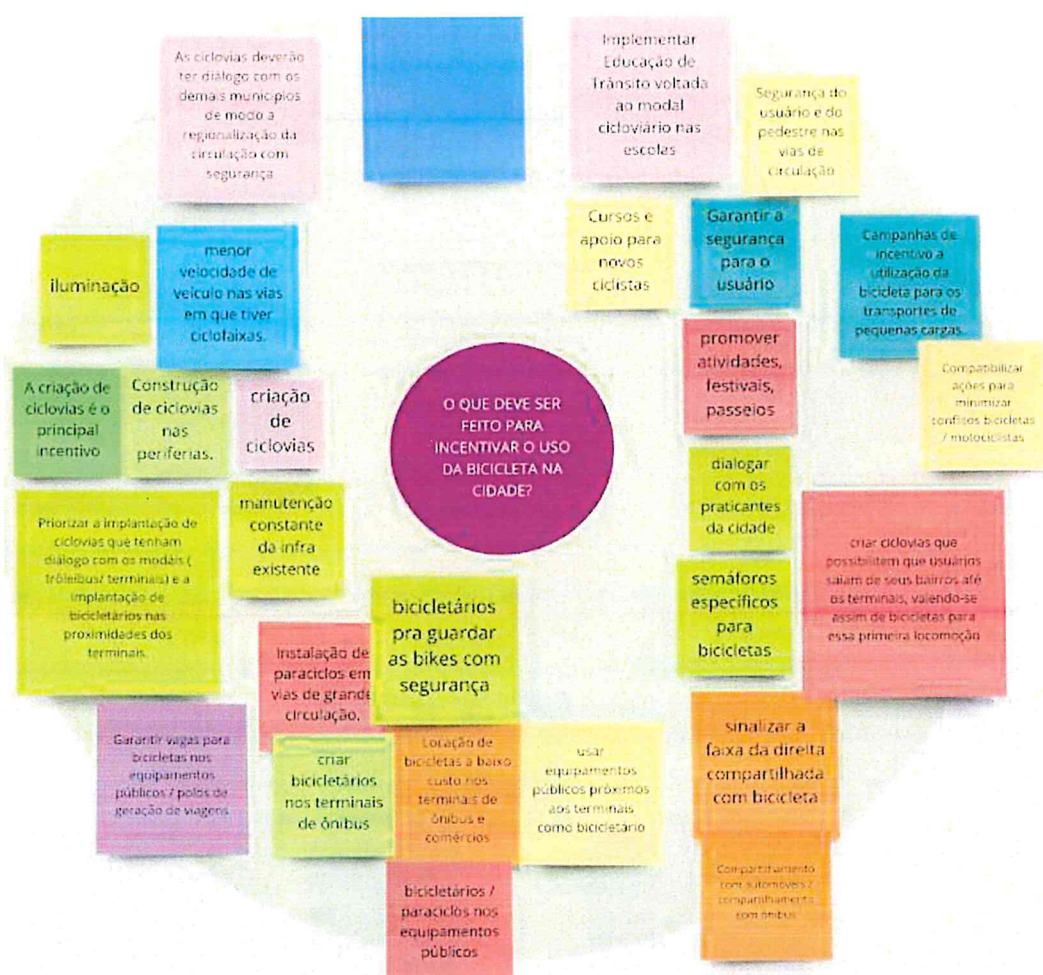 As ciclovias deverão
ter diálogo com os
demais municípios
de modo a
regionalização da
circulação com
segurança
Implementar
Educação de
Trânsito voltada
ao modal
cicloviário nas
escolas
Segurança do
usuário e do
pedestre nas
vias de
circulação
Cursos e
apoio para
novos
ciclistas
Garantir a
segurança
para o
usuário
Campanhas de
incentivo a
utilização da
bicicleta para os
transportes de
pequenas cargas.
iluminação
menor
velocidade de
veículo nas vias
em que tiver
ciclofaixas.
promover
atividades,
festivais,
passeios
Compatibilizar
ações para
minimizar
conflitos bicicletas
/ motociclistas
A criação de
ciclovias é o
principal
incentivo
Construção
de ciclovias
nas
periferias.
criação
de
ciclovias
O QUE DEVE SER
FEITO PARA
INCENTIVAR O USO
DA BICICLETA NA
CIDADE?
dialogar
com os
praticantes
da cidade
Priorizar a implantação de
ciclovias que tenham
diálogo com os modais (
tróleibus/ terminais) e a
implantação de
bicicletários nas
proximidades dos
terminais.
manutenção
constante
da infra
existente
criar ciclovias que
possibilitem que usuários
saiam de seus bairros até
os terminais, valendo-se
assim de bicicletas para
essa primeira locomoção
semáforos
específicos
para
bicicletas
bicicletários
pra guardar
as bikes com
segurança
Instalação de
paraciclos em
vias de grande
circulação.
Garantir vagas para
bicicletas nos
equipamentos
públicos / polos de
geração de viagens
criar
bicicletários
nos terminais
de ônibus
Locação de
bicicletas a baixo
custo nos
terminais de
ônibus e
comércios
usar
equipamentos
públicos próximos
aos terminais
como bicicletário
sinalizar a
faixa da direita
compartilhada
com bicicleta
Compartilhamento
com automóveis /
compartilhamento
com ônibus
bicicletários /
paraciclos nos
equipamentos
públicos